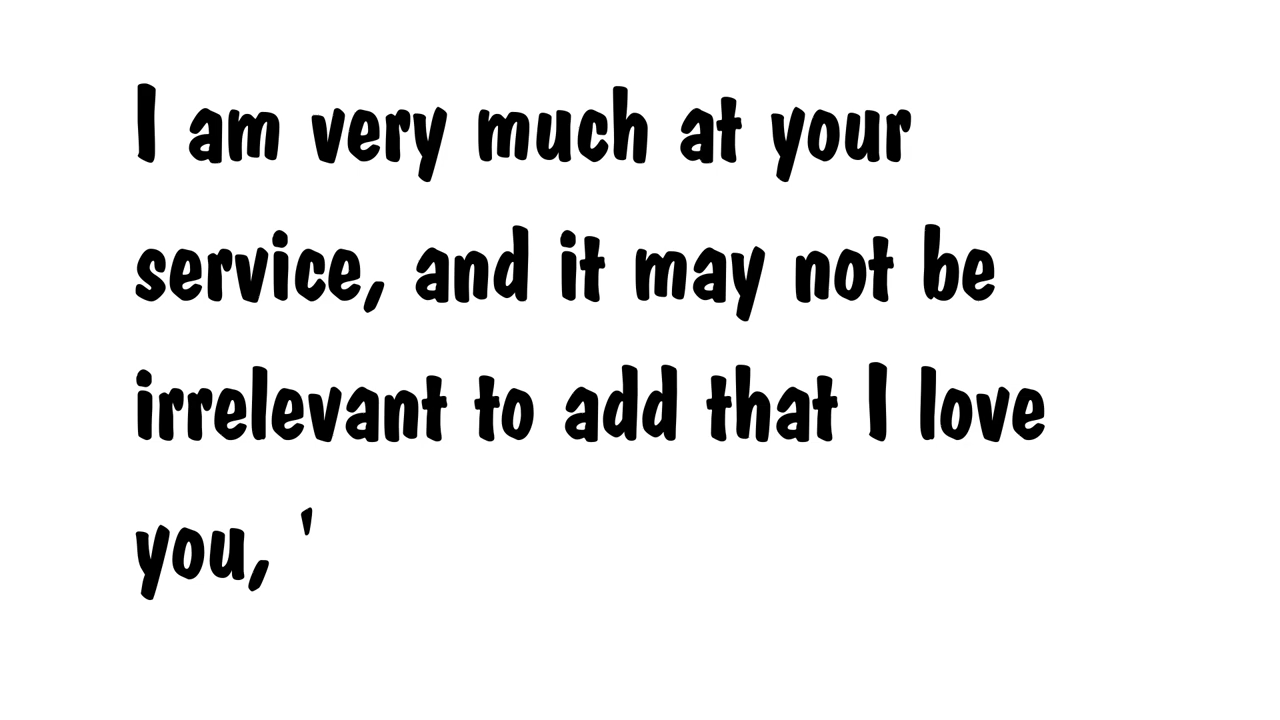 I am very much at your
service, and it may not be
irrelevant to add that I love
you, '